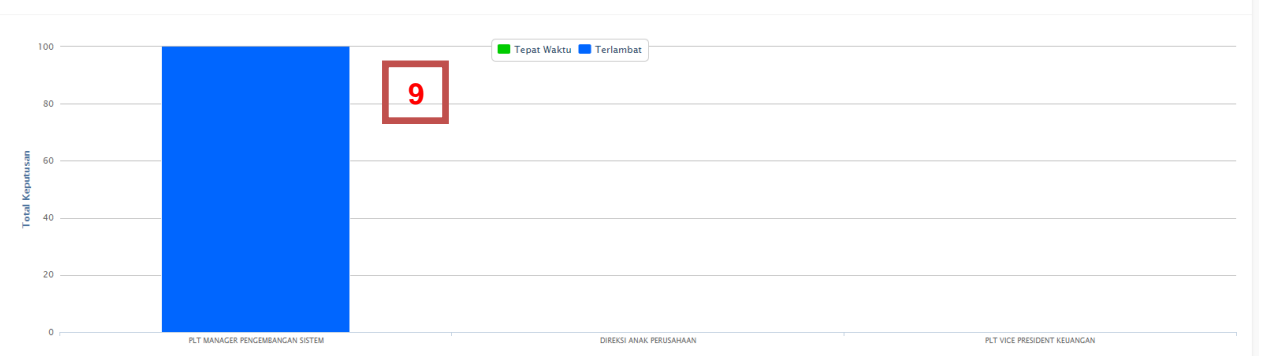 Tepat Waktu Terlambat
9
Total Keputusan
100
80
60
40
20
0
PLT MANAGER PENGEMBANGAN SISTEM
DIREKSI ANAK PERUSAHAAN
PLT VICE PRESIDENT KEUANGAN